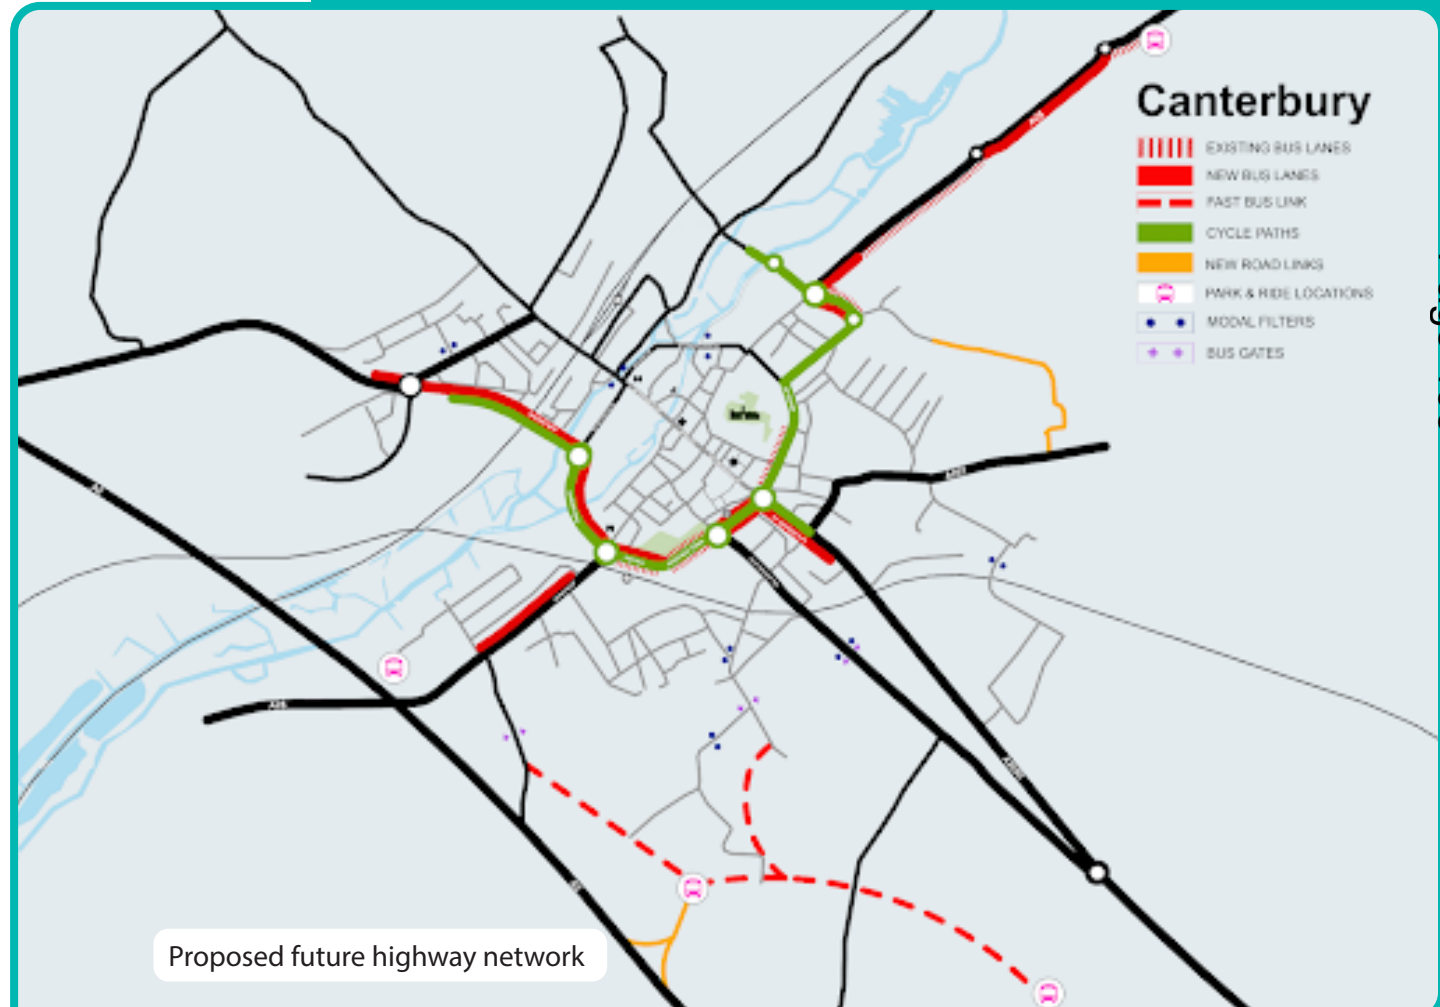 Canterbury
EXISTING BUS LANES
NEW BUS LANES
FAST BUS LINK
CYCLE PATHS
NEW ROAD LINKS
PARK & RIDE LOCATIONS
MODAL FILTERS
BUS GATES
Proposed future highway network